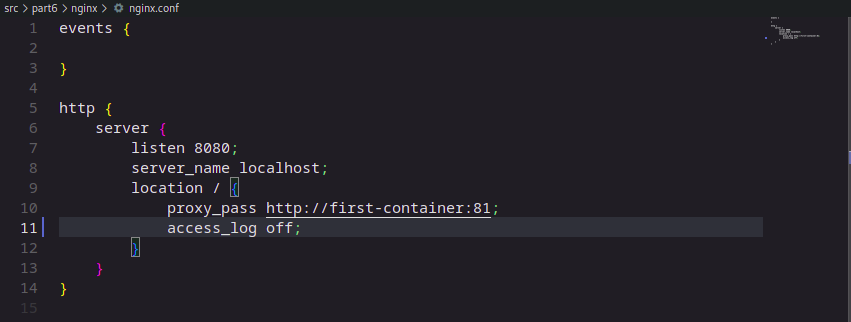 src > part6 > nginx > nginx.conf
1 events {
2
3 }
4
5 http {
6     server {
7         listen 8080;
8         server_name localhost;
9         location / {
10             proxy_pass http://first-container:81;
11             access_log off;
12         }
13     }
14 }
15